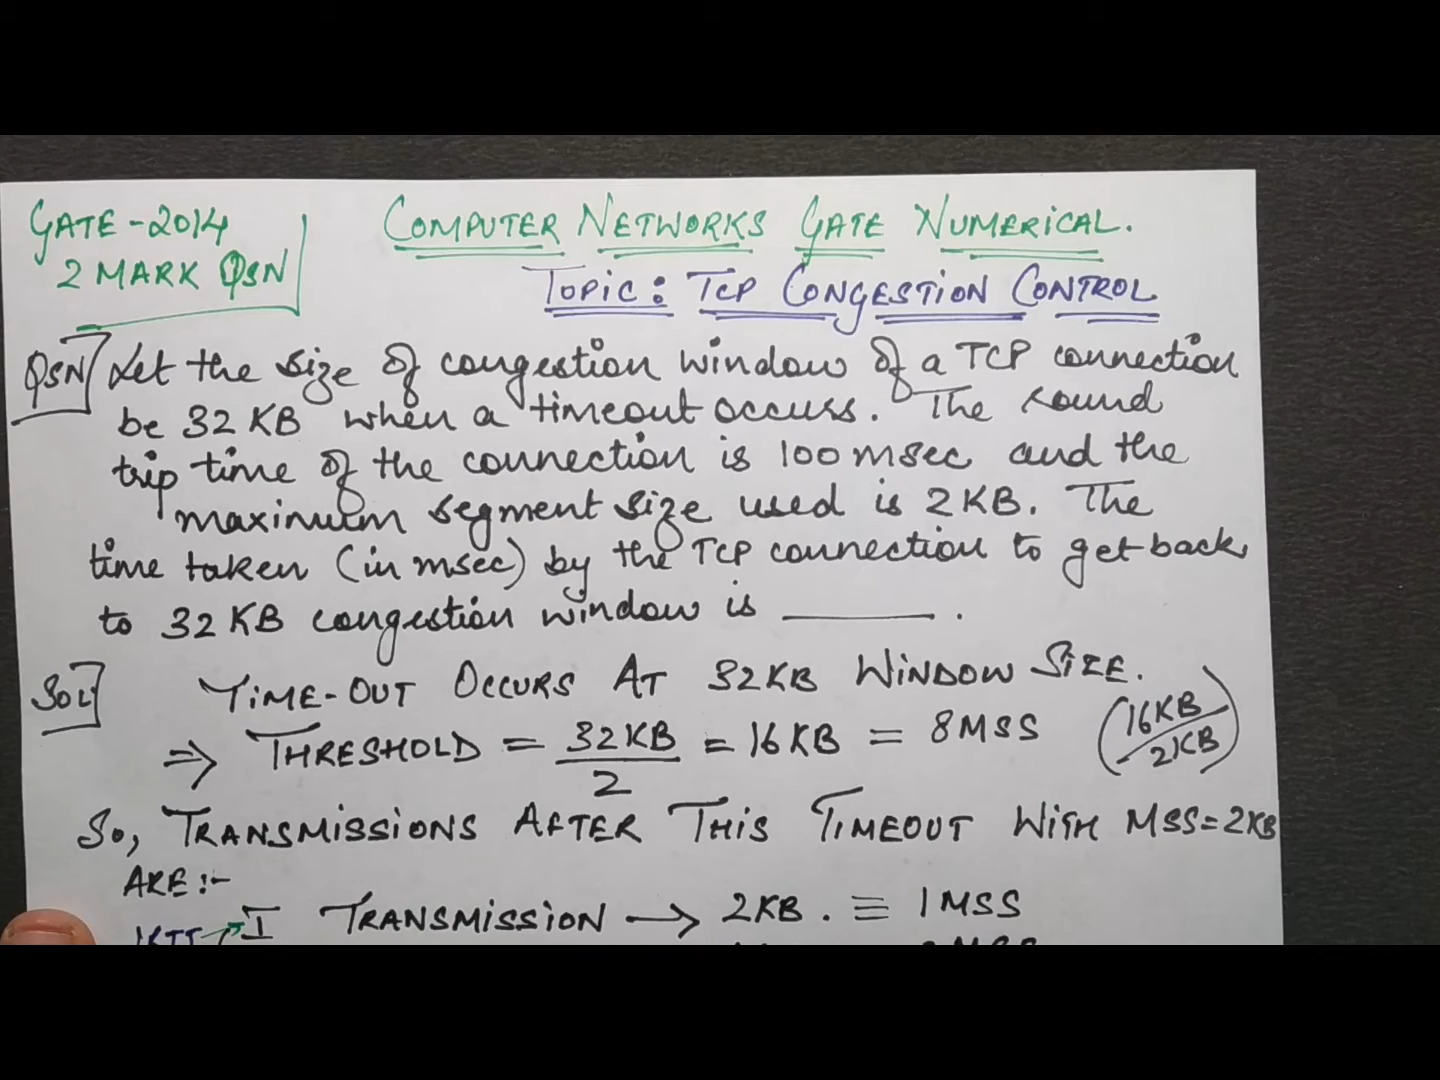 GATE-2014
2 MARK QSN
COMPUTER NETWORKS GATE NUMERICAL.
TOPIC: TCP CONGESTION CONTROL
QSN Let the size of congestion window of a TCP connection
be 32 KB when a timeout occurs. The round
trip time of the connection is 100 msec and the
maximum segment size used is 2KB. The
time taken (in msec) by the TCP connection to get back
to 32 KB congestion window is ______.
SOL TIME-OUT OCCURS AT 32KB WINDOW SIZE.
⇒ THRESHOLD = 32KB/2 = 16KB = 8MSS (16KB/2KB)
SO, TRANSMISSIONS AFTER THIS TIMEOUT WITH MSS=2KB
ARE :-
I TRANSMISSION → 2KB. ≡ 1MSS